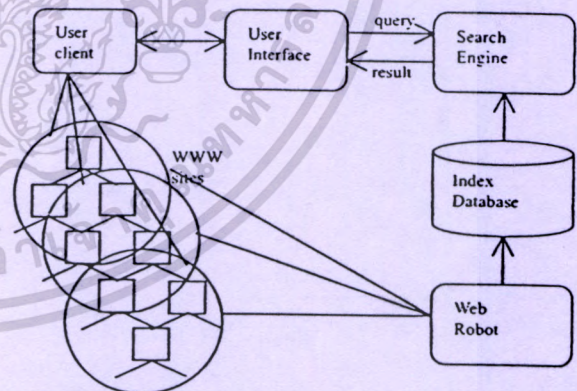 User
client
User
Interface
query
result
Search
Engine
WWW
sites
Index
Database
Web
Robot